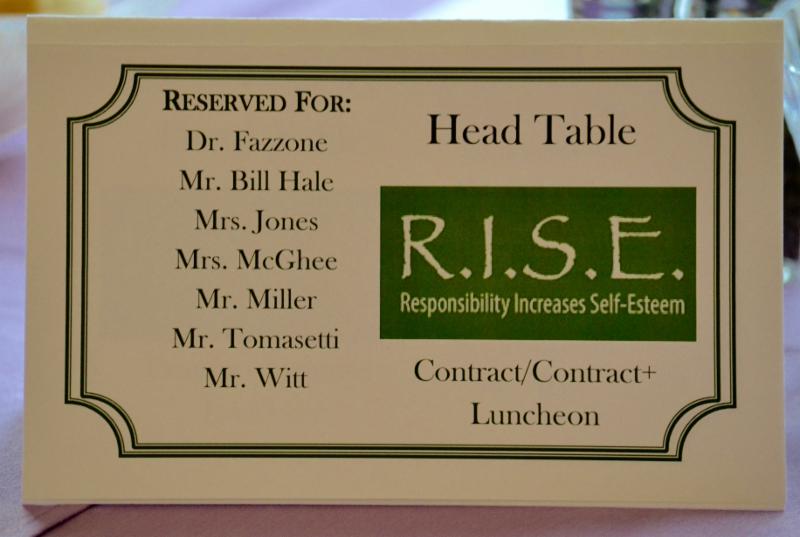 RESERVED FOR:
Dr. Fazzone
Mr. Bill Hale
Mrs. Jones
Mrs. McGhee
Mr. Miller
Mr. Tomasetti
Mr. Witt
Head Table
R.I.S.E.
Responsibility Increases Self-Esteem
Contract/Contract+
Luncheon